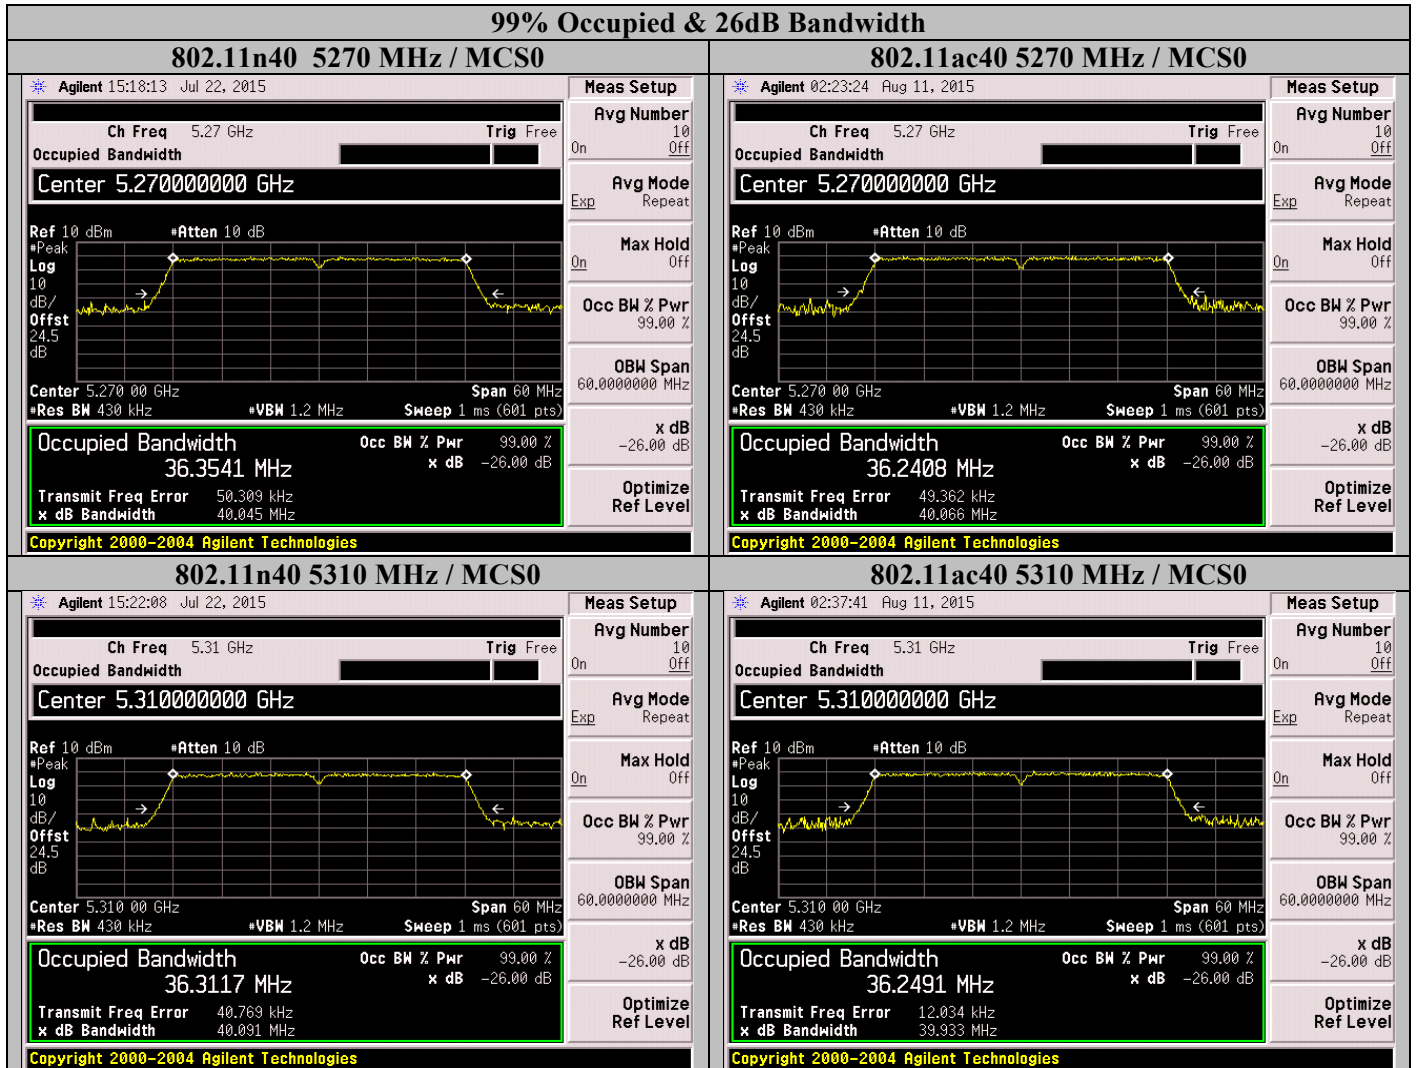 99% Occupied & 26dB Bandwidth
802.11n40  5270 MHz / MCS0
Agilent 15:18:13  Jul 22, 2015
Meas Setup
Ch Freq 5.27 GHz Trig Free
Occupied Bandwidth
Center 5.270000000 GHz
Ref 10 dBm #Atten 10 dB
#Peak
Log
10
dB/
Offst
24.5
dB
Center 5.270 00 GHz Span 60 MHz
#Res BW 430 kHz #VBW 1.2 MHz Sweep 1 ms (601 pts)
Occupied Bandwidth Occ BW % Pwr 99.00 %
36.3541 MHz x dB -26.00 dB
Transmit Freq Error 50.309 kHz
x dB Bandwidth 40.045 MHz
Copyright 2000-2004 Agilent Technologies
Avg Number
10
On Off
Avg Mode
Exp Repeat
Max Hold
On Off
Occ BW % Pwr
99.00 %
OBW Span
60.0000000 MHz
x dB
-26.00 dB
Optimize
Ref Level
802.11ac40 5270 MHz / MCS0
Agilent 02:23:24  Aug 11, 2015
Meas Setup
Ch Freq 5.27 GHz Trig Free
Occupied Bandwidth
Center 5.270000000 GHz
Ref 10 dBm #Atten 10 dB
#Peak
Log
10
dB/
Offst
24.5
dB
Center 5.270 00 GHz Span 60 MHz
#Res BW 430 kHz #VBW 1.2 MHz Sweep 1 ms (601 pts)
Occupied Bandwidth Occ BW % Pwr 99.00 %
36.2408 MHz x dB -26.00 dB
Transmit Freq Error 49.362 kHz
x dB Bandwidth 40.066 MHz
Copyright 2000-2004 Agilent Technologies
Avg Number
10
On Off
Avg Mode
Exp Repeat
Max Hold
On Off
Occ BW % Pwr
99.00 %
OBW Span
60.0000000 MHz
x dB
-26.00 dB
Optimize
Ref Level
802.11n40 5310 MHz / MCS0
Agilent 15:22:08  Jul 22, 2015
Meas Setup
Ch Freq 5.31 GHz Trig Free
Occupied Bandwidth
Center 5.310000000 GHz
Ref 10 dBm #Atten 10 dB
#Peak
Log
10
dB/
Offst
24.5
dB
Center 5.310 00 GHz Span 60 MHz
#Res BW 430 kHz #VBW 1.2 MHz Sweep 1 ms (601 pts)
Occupied Bandwidth Occ BW % Pwr 99.00 %
36.3117 MHz x dB -26.00 dB
Transmit Freq Error 40.769 kHz
x dB Bandwidth 40.091 MHz
Copyright 2000-2004 Agilent Technologies
Avg Number
10
On Off
Avg Mode
Exp Repeat
Max Hold
On Off
Occ BW % Pwr
99.00 %
OBW Span
60.0000000 MHz
x dB
-26.00 dB
Optimize
Ref Level
802.11ac40 5310 MHz / MCS0
Agilent 02:37:41  Aug 11, 2015
Meas Setup
Ch Freq 5.31 GHz Trig Free
Occupied Bandwidth
Center 5.310000000 GHz
Ref 10 dBm #Atten 10 dB
#Peak
Log
10
dB/
Offst
24.5
dB
Center 5.310 00 GHz Span 60 MHz
#Res BW 430 kHz #VBW 1.2 MHz Sweep 1 ms (601 pts)
Occupied Bandwidth Occ BW % Pwr 99.00 %
36.2491 MHz x dB -26.00 dB
Transmit Freq Error 12.034 kHz
x dB Bandwidth 39.933 MHz
Copyright 2000-2004 Agilent Technologies
Avg Number
10
On Off
Avg Mode
Exp Repeat
Max Hold
On Off
Occ BW % Pwr
99.00 %
OBW Span
60.0000000 MHz
x dB
-26.00 dB
Optimize
Ref Level